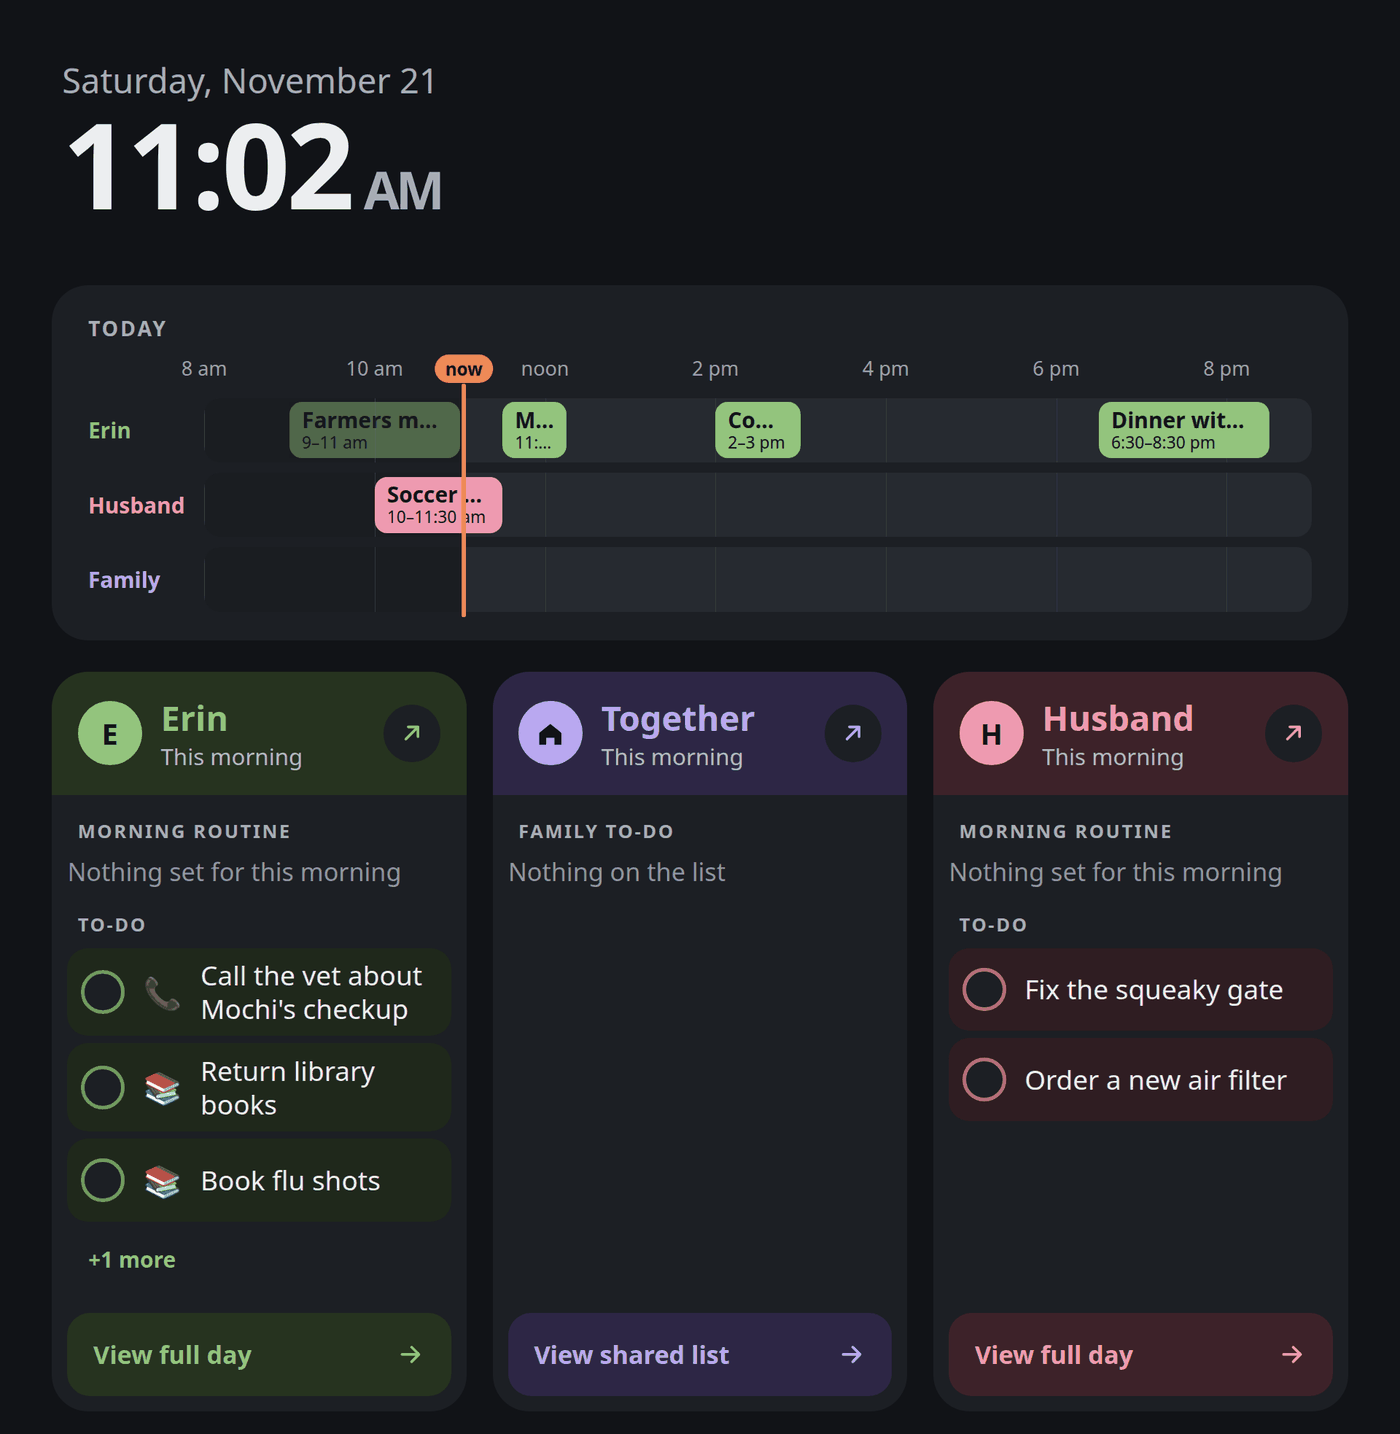 Saturday, November 21
11:02 AM
TODAY
8 am 10 am now noon 2 pm 4 pm 6 pm 8 pm
Erin
Farmers m...
9–11 am
M...
11:...
Co...
2–3 pm
Dinner wit...
6:30–8:30 pm
Husband
Soccer ...
10–11:30 am
Family
E
Erin
This morning
MORNING ROUTINE
Nothing set for this morning
TO-DO
Call the vet about
Mochi's checkup
Return library
books
Book flu shots
+1 more
View full day
Together
This morning
FAMILY TO-DO
Nothing on the list
View shared list
H
Husband
This morning
MORNING ROUTINE
Nothing set for this morning
TO-DO
Fix the squeaky gate
Order a new air filter
View full day